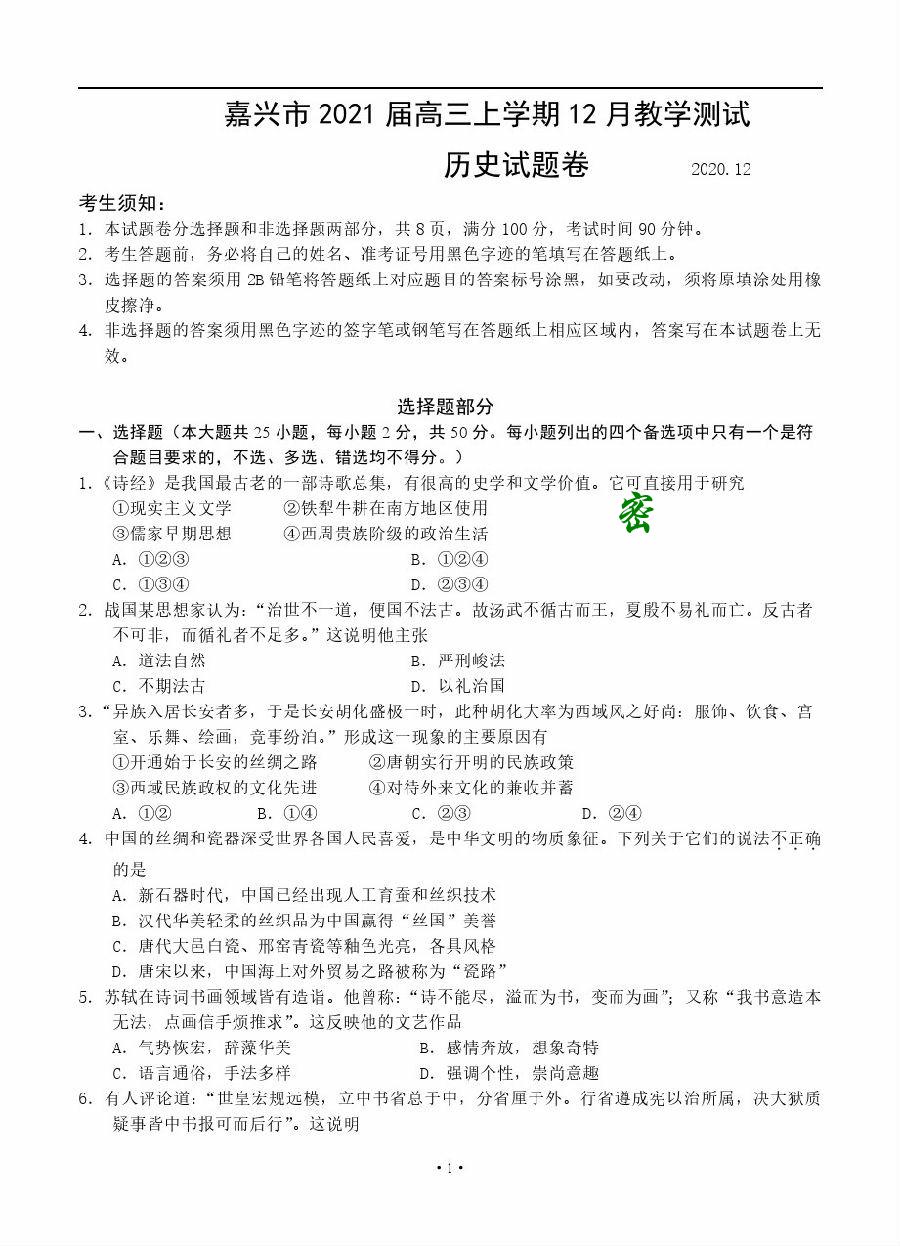 嘉兴市 2021 届高三上学期 12 月教学测试
历史试题卷 2020.12
考生须知：
1．本试题卷分选择题和非选择题两部分，共 8 页，满分 100 分，考试时间 90 分钟。
2．考生答题前，务必将自己的姓名、准考证号用黑色字迹的笔填写在答题纸上。
3．选择题的答案须用 2B 铅笔将答题纸上对应题目的答案标号涂黑，如要改动，须将原填涂处用橡
皮擦净。
4．非选择题的答案须用黑色字迹的签字笔或钢笔写在答题纸上相应区域内，答案写在本试题卷上无
效。
选择题部分
一、选择题（本大题共 25 小题，每小题 2 分，共 50 分。每小题列出的四个备选项中只有一个是符
合题目要求的，不选、多选、错选均不得分。）
1．《诗经》是我国最古老的一部诗歌总集，有很高的史学和文学价值。它可直接用于研究
①现实主义文学 ②铁犁牛耕在南方地区使用
密
③儒家早期思想 ④西周贵族阶级的政治生活
A．①②③ B．①②④
C．①③④ D．②③④
2．战国某思想家认为：“治世不一道，便国不法古。故汤武不循古而王，夏殷不易礼而亡。反古者
不可非，而循礼者不足多。”这说明他主张
A．道法自然 B．严刑峻法
C．不期法古 D．以礼治国
3．“异族入居长安者多，于是长安胡化盛极一时，此种胡化大率为西域风之好尚：服饰、饮食、宫
室、乐舞、绘画，竞事纷泊。”形成这一现象的主要原因有
①开通始于长安的丝绸之路 ②唐朝实行开明的民族政策
③西域民族政权的文化先进 ④对待外来文化的兼收并蓄
A．①② B．①④ C．②③ D．②④
4．中国的丝绸和瓷器深受世界各国人民喜爱，是中华文明的物质象征。下列关于它们的说法不正确
的是
A．新石器时代，中国已经出现人工育蚕和丝织技术
B．汉代华美轻柔的丝织品为中国赢得“丝国”美誉
C．唐代大邑白瓷、邢窑青瓷等釉色光亮，各具风格
D．唐宋以来，中国海上对外贸易之路被称为“瓷路”
5．苏轼在诗词书画领域皆有造诣。他曾称：“诗不能尽，溢而为书，变而为画”；又称“我书意造本
无法，点画信手烦推求”。这反映他的文艺作品
A．气势恢宏，辞藻华美 B．感情奔放，想象奇特
C．语言通俗，手法多样 D．强调个性，崇尚意趣
6．有人评论道：“世皇宏规远模，立中书省总于中，分省厘于外。行省遵成宪以治所属，决大狱质
疑事皆中书报可而后行”。这说明
·1·